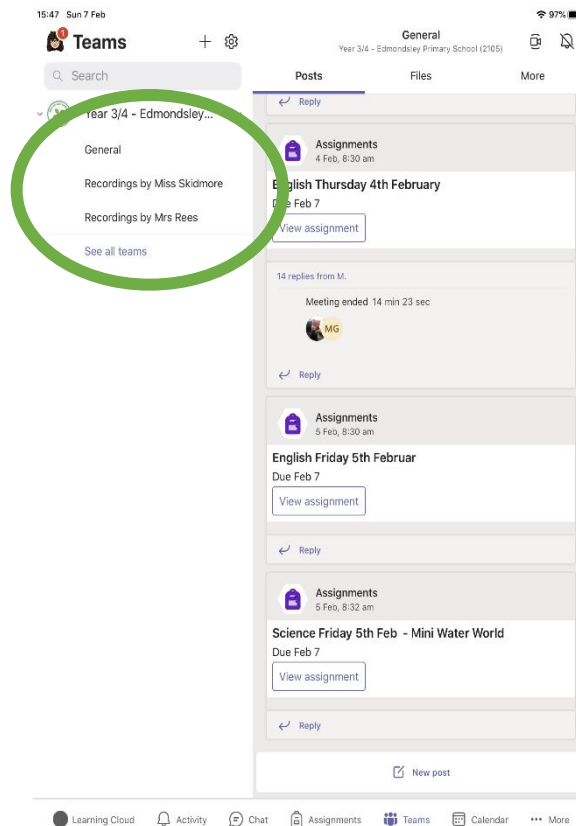 15:47 Sun 7 Feb
97%
1
Teams
General
Year 3/4 - Edmondsley Primary School (2105)
Search
Posts
Files
More
Year 3/4 - Edmondsley...
General
Recordings by Miss Skidmore
Recordings by Mrs Rees
See all teams
Reply
Assignments
4 Feb, 8:30 am
English Thursday 4th February
Due Feb 7
View assignment
14 replies from M.
Meeting ended 14 min 23 sec
MG
Reply
Assignments
5 Feb, 8:30 am
English Friday 5th Februar
Due Feb 7
View assignment
Reply
Assignments
5 Feb, 8:32 am
Science Friday 5th Feb - Mini Water World
Due Feb 7
View assignment
Reply
New post
Learning Cloud
Activity
Chat
Assignments
Teams
Calendar
More